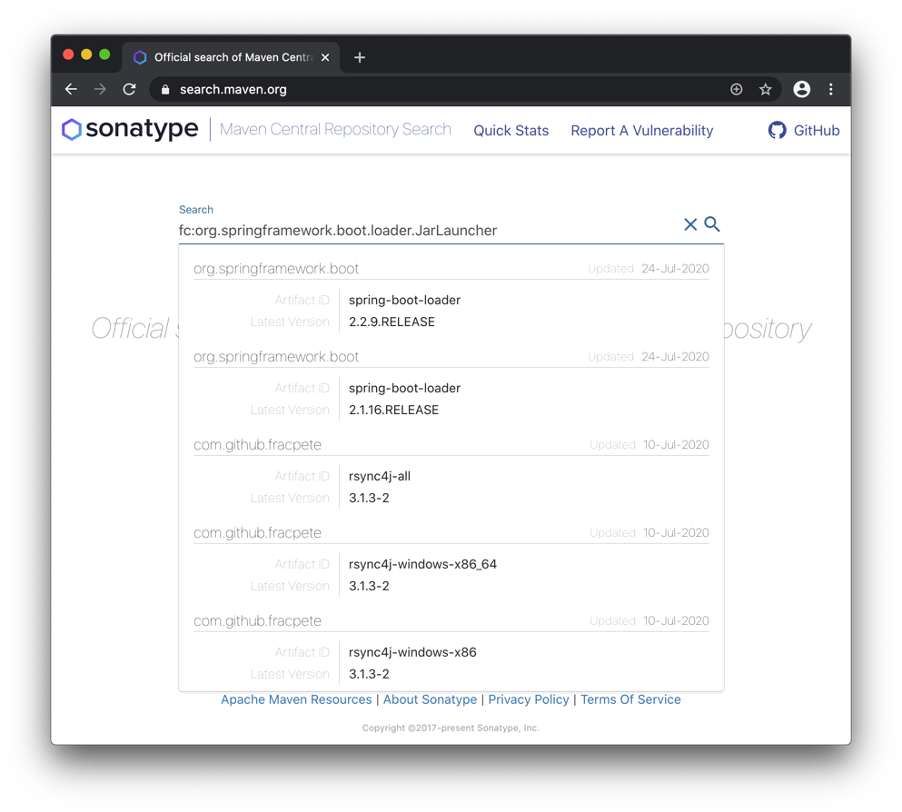 Official search of Maven Centra
search.maven.org
sonatype Maven Central Repository Search Quick Stats Report A Vulnerability GitHub
Search
fc:org.springframework.boot.loader.JarLauncher
org.springframework.boot Updated 24-Jul-2020
Artifact ID spring-boot-loader
Latest Version 2.2.9.RELEASE
Official s pository
org.springframework.boot Updated 24-Jul-2020
Artifact ID spring-boot-loader
Latest Version 2.1.16.RELEASE
com.github.fracpete Updated 10-Jul-2020
Artifact ID rsync4j-all
Latest Version 3.1.3-2
com.github.fracpete Updated 10-Jul-2020
Artifact ID rsync4j-windows-x86_64
Latest Version 3.1.3-2
com.github.fracpete Updated 10-Jul-2020
Artifact ID rsync4j-windows-x86
Latest Version 3.1.3-2
Apache Maven Resources | About Sonatype | Privacy Policy | Terms Of Service
Copyright ©2017-present Sonatype, Inc.